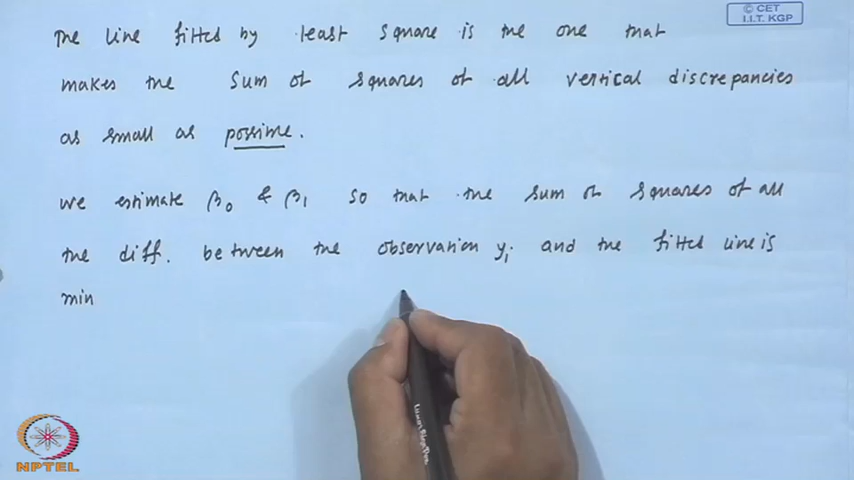 © CET
I.I.T. KGP
The line fitted by least square is the one that
makes the sum of squares of all vertical discrepancies
as small as possible.
we estimate β₀ & β₁ so that the sum of squares of all
the diff. between the observation yᵢ and the fitted line is
min
NPTEL